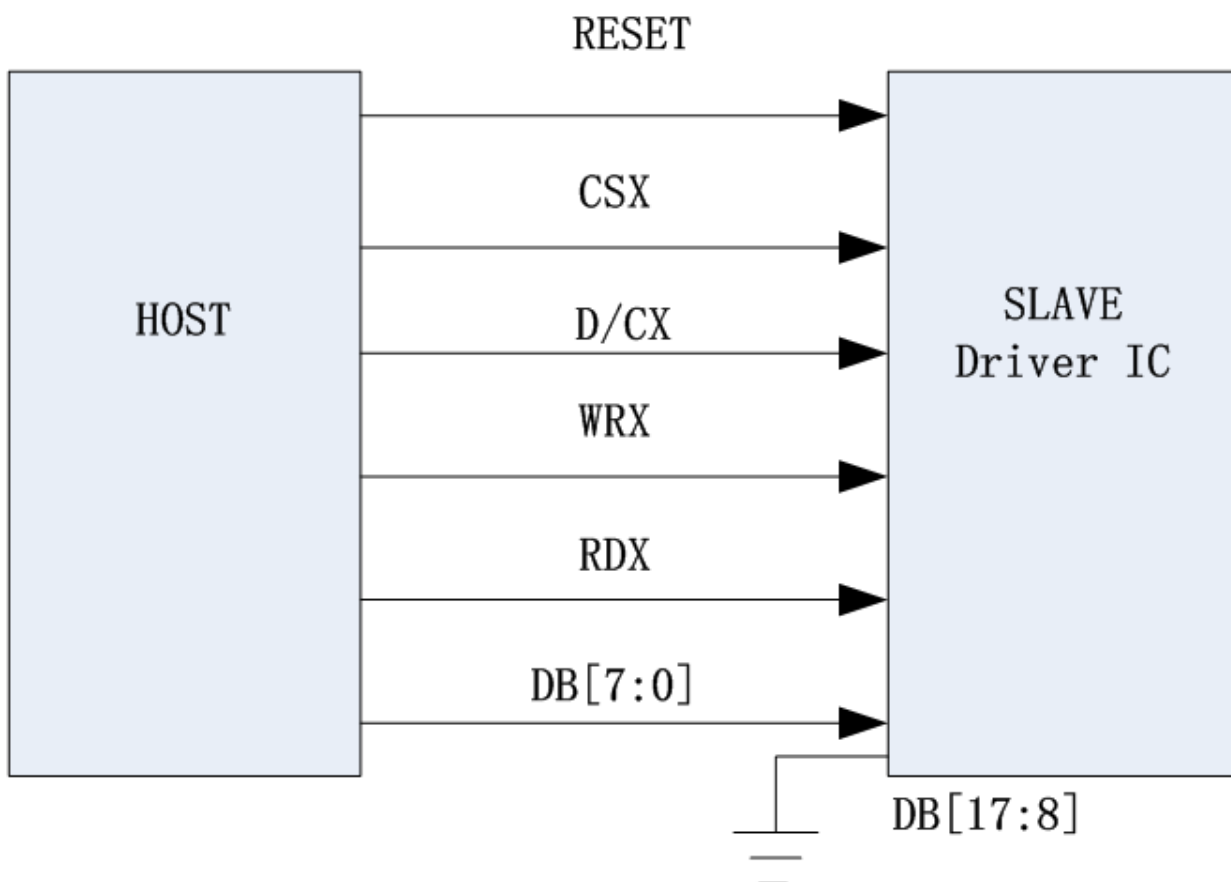 RESET
CSX
HOST
D/CX
SLAVE
Driver IC
WRX
RDX
DB[7:0]
DB[17:8]